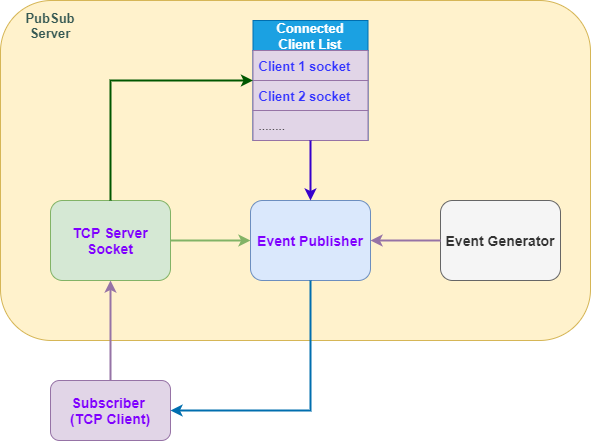 PubSub
Server
Connected
Client List
Client 1 socket
Client 2 socket
........
TCP Server
Socket
Event Publisher
Event Generator
Subscriber
(TCP Client)